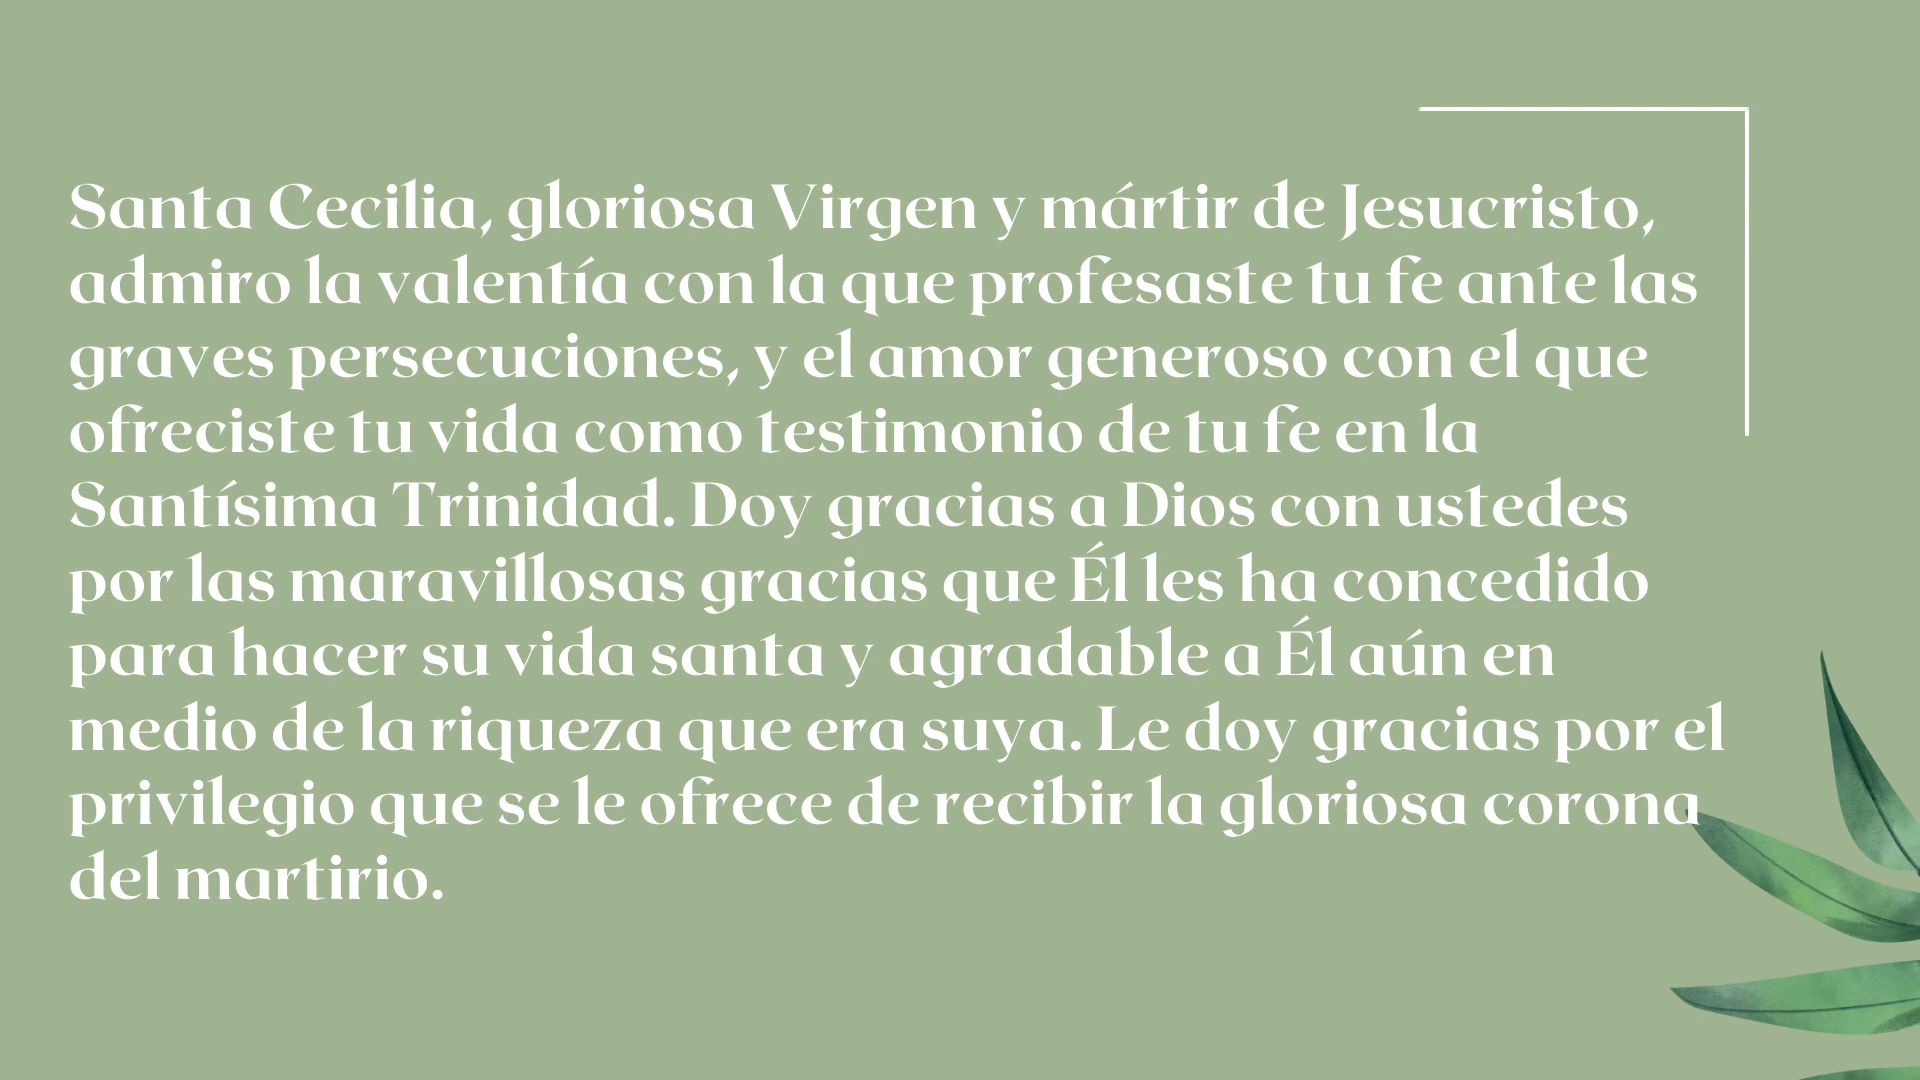 Santa Cecilia, gloriosa Virgen y mártir de Jesucristo,
admiro la valentía con la que profesaste tu fe ante las
graves persecuciones, y el amor generoso con el que
ofreciste tu vida como testimonio de tu fe en la
Santísima Trinidad. Doy gracias a Dios con ustedes
por las maravillosas gracias que Él les ha concedido
para hacer su vida santa y agradable a Él aún en
medio de la riqueza que era suya. Le doy gracias por el
privilegio que se le ofrece de recibir la gloriosa corona
del martirio.